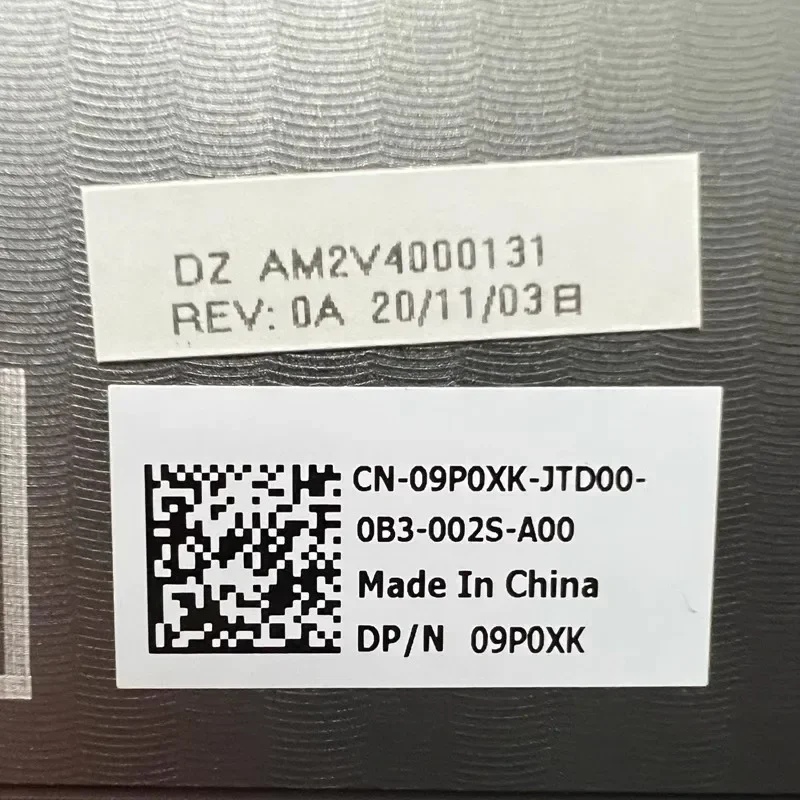 DZ AM2V4000131
REV: 0A 20/11/03日
CN-09P0XK-JTD00-
0B3-002S-A00
Made In China
DP/N 09P0XK